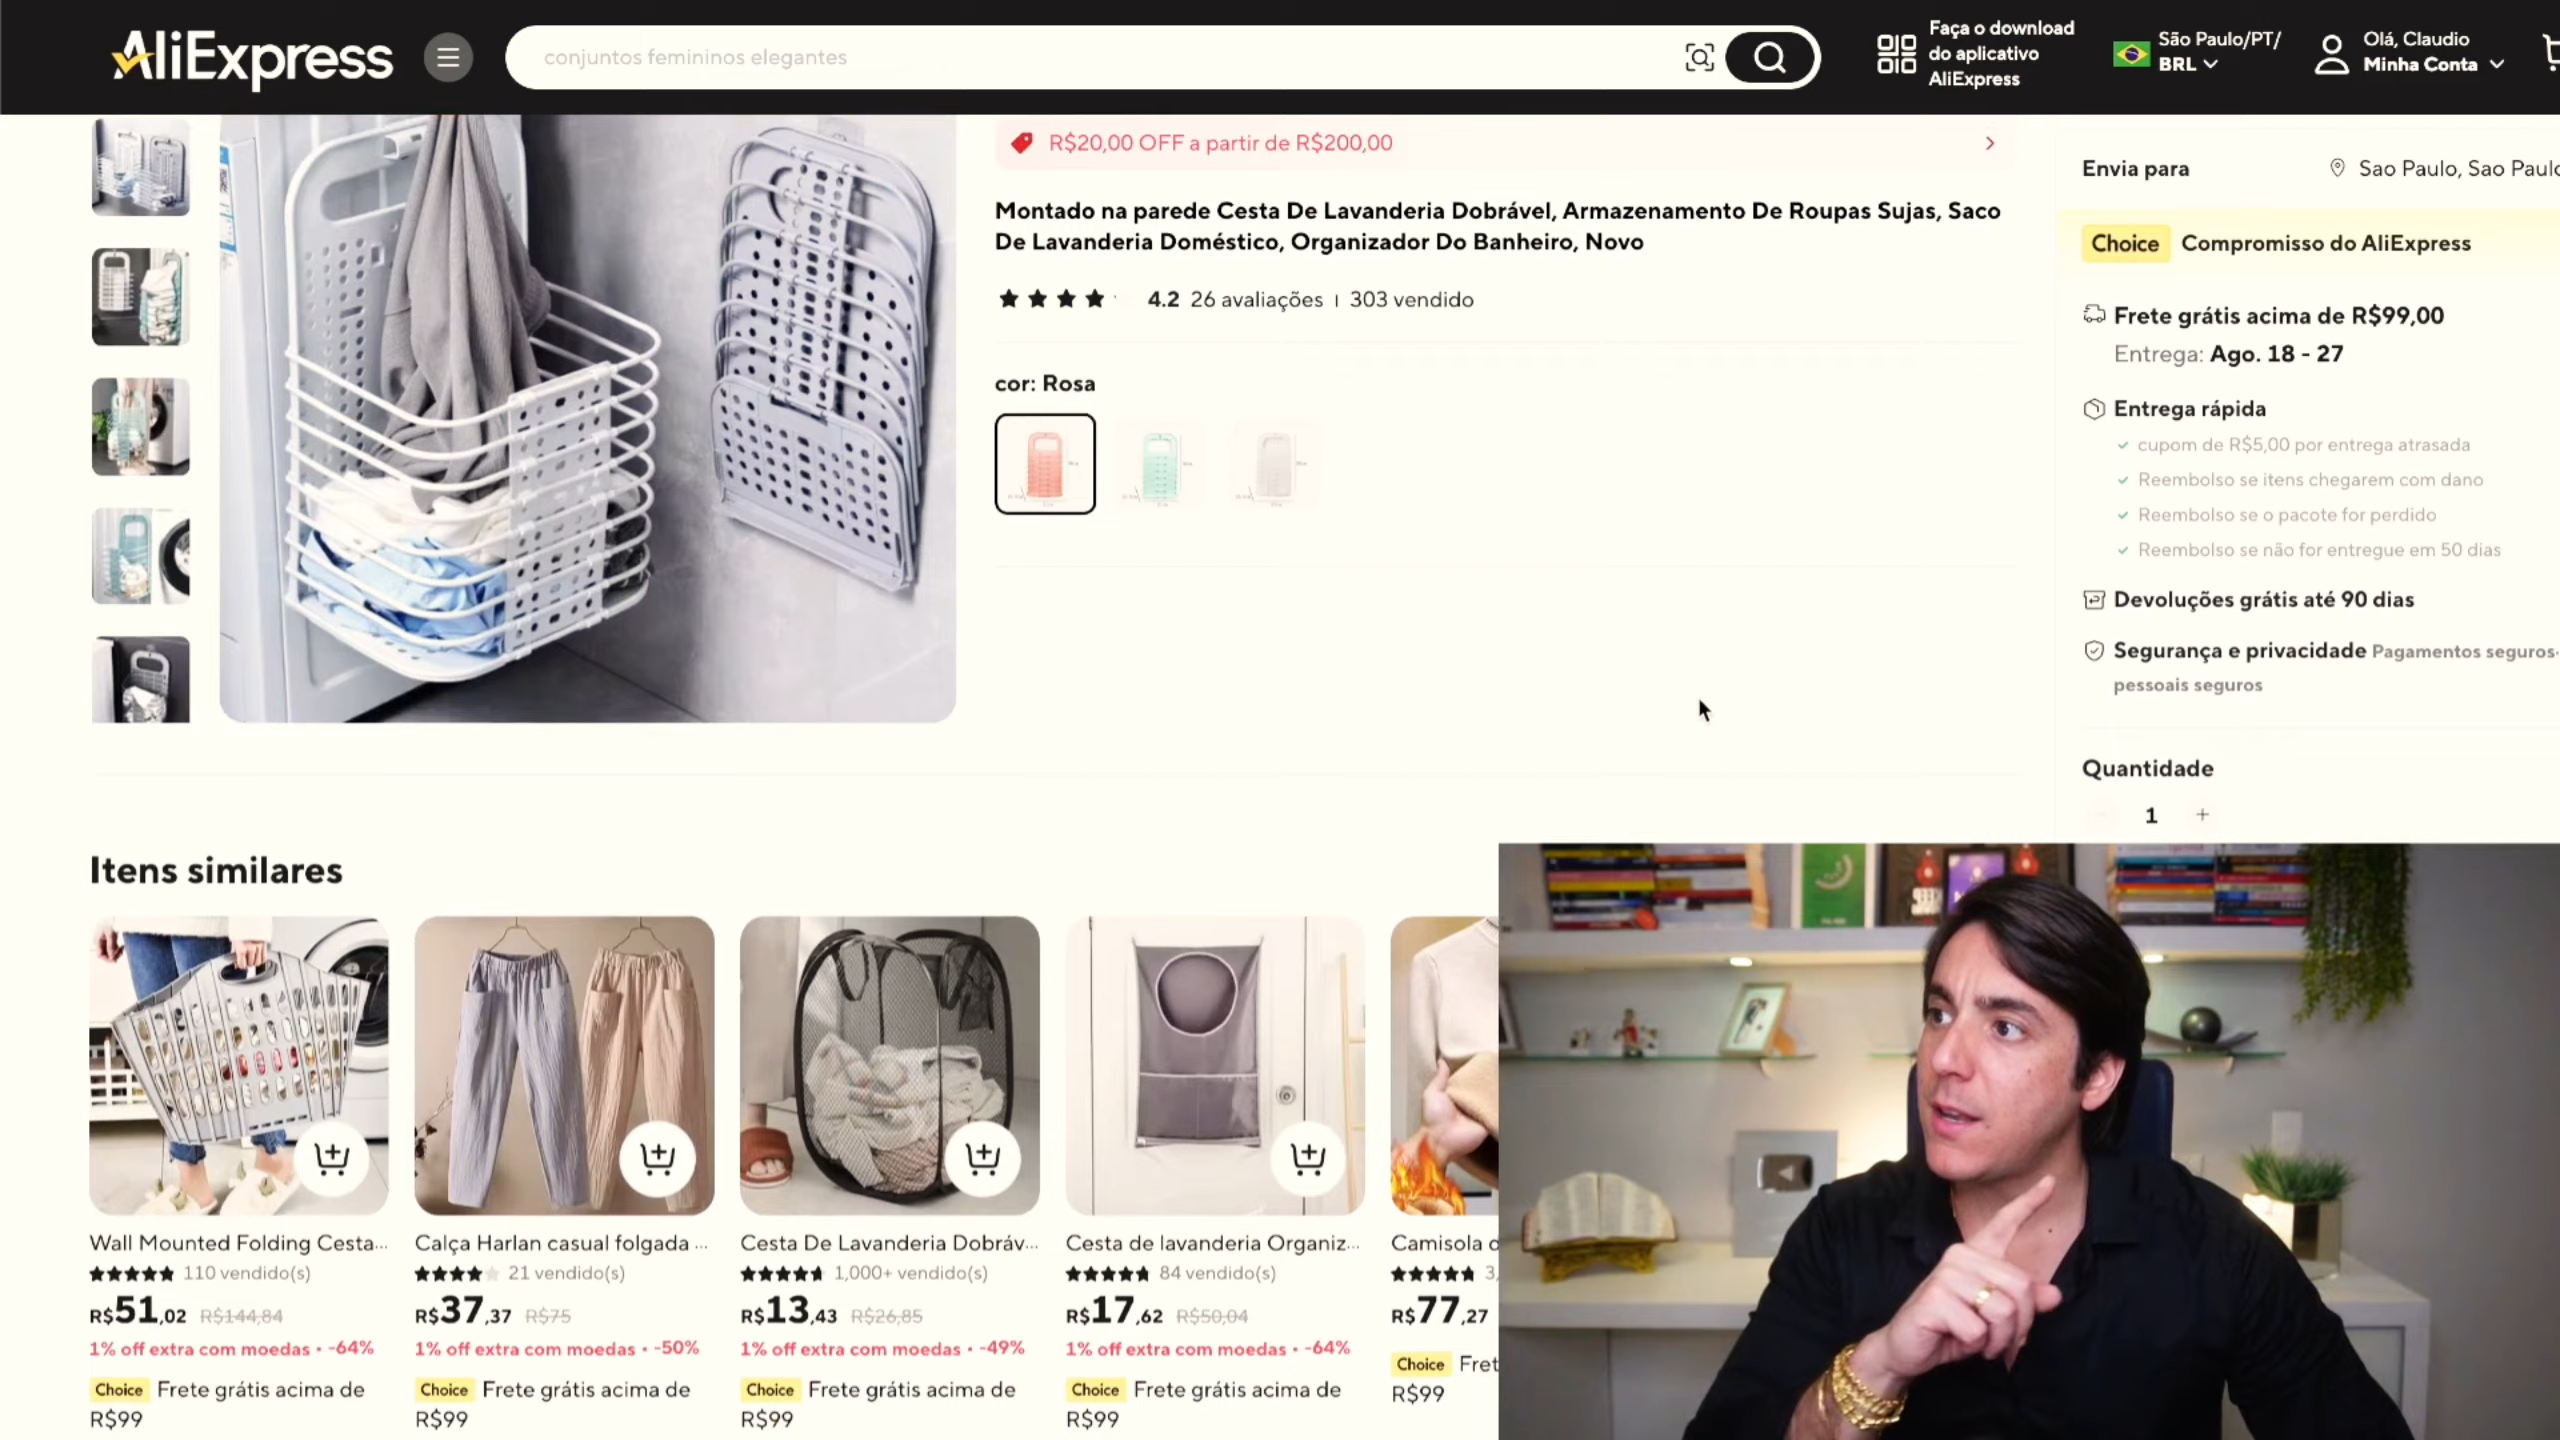 AliExpress
conjuntos femininos elegantes
Faça o download
do aplicativo
AliExpress
São Paulo/PT/
BRL
Olá, Claudio
Minha Conta
R$20,00 OFF a partir de R$200,00
Montado na parede Cesta De Lavanderia Dobrável, Armazenamento De Roupas Sujas, Saco
De Lavanderia Doméstico, Organizador Do Banheiro, Novo
4.2 26 avaliações | 303 vendido
cor: Rosa
Envia para
Sao Paulo, Sao Paulo
Choice Compromisso do AliExpress
Frete grátis acima de R$99,00
Entrega: Ago. 18 - 27
Entrega rápida
cupom de R$5,00 por entrega atrasada
Reembolso se itens chegarem com dano
Reembolso se o pacote for perdido
Reembolso se não for entregue em 50 dias
Devoluções grátis até 90 dias
Segurança e privacidade Pagamentos seguros·
pessoais seguros
Quantidade
- 1 +
Itens similares
Wall Mounted Folding Cesta...
110 vendido(s)
R$51,02 R$144,84
1% off extra com moedas · -64%
Choice Frete grátis acima de
R$99
Calça Harlan casual folgada ...
21 vendido(s)
R$37,37 R$75
1% off extra com moedas · -50%
Choice Frete grátis acima de
R$99
Cesta De Lavanderia Dobráv...
1,000+ vendido(s)
R$13,43 R$26,85
1% off extra com moedas · -49%
Choice Frete grátis acima de
R$99
Cesta de lavanderia Organiz...
84 vendido(s)
R$17,62 R$50,04
1% off extra com moedas · -64%
Choice Frete grátis acima de
R$99
Camisola d
3,
R$77,27
Choice Fret
R$99